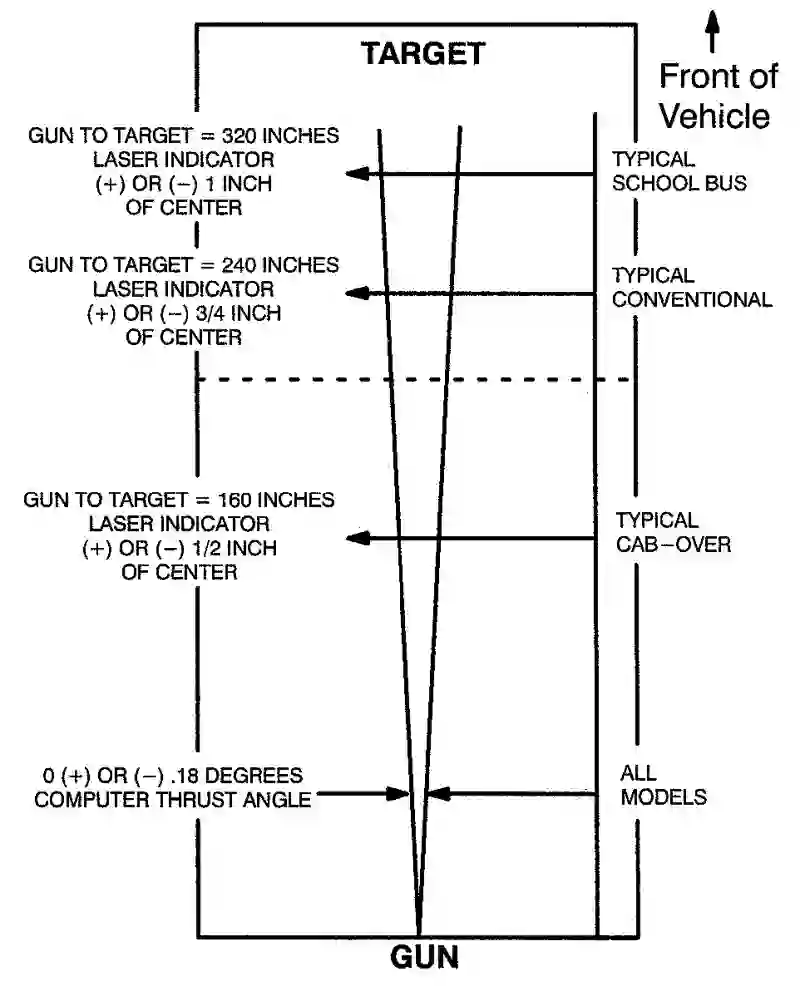 TARGET
Front of
Vehicle
GUN TO TARGET = 320 INCHES
LASER INDICATOR
(+) OR (−) 1 INCH
OF CENTER
TYPICAL
SCHOOL BUS
GUN TO TARGET = 240 INCHES
LASER INDICATOR
(+) OR (−) 3/4 INCH
OF CENTER
TYPICAL
CONVENTIONAL
GUN TO TARGET = 160 INCHES
LASER INDICATOR
(+) OR (−) 1/2 INCH
OF CENTER
TYPICAL
CAB−OVER
0 (+) OR (−) .18 DEGREES
COMPUTER THRUST ANGLE
ALL
MODELS
GUN